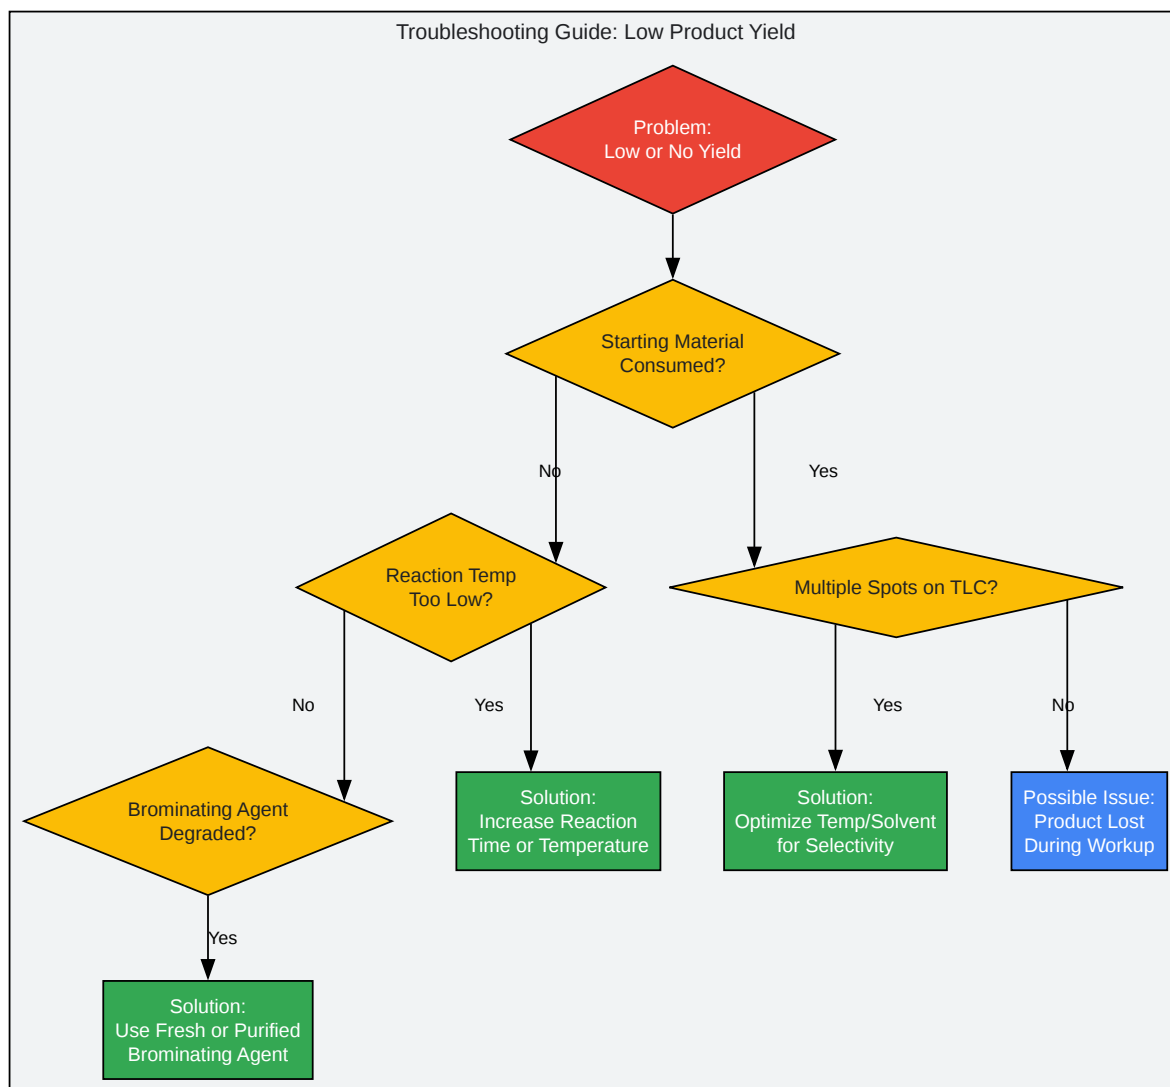 Troubleshooting Guide: Low Product Yield
Problem:
Low or No Yield
Starting Material
Consumed?
No
Yes
Reaction Temp
Too Low?
Multiple Spots on TLC?
No
Yes
Yes
No
Brominating Agent
Degraded?
Solution:
Increase Reaction
Time or Temperature
Solution:
Optimize Temp/Solvent
for Selectivity
Possible Issue:
Product Lost
During Workup
Yes
Solution:
Use Fresh or Purified
Brominating Agent